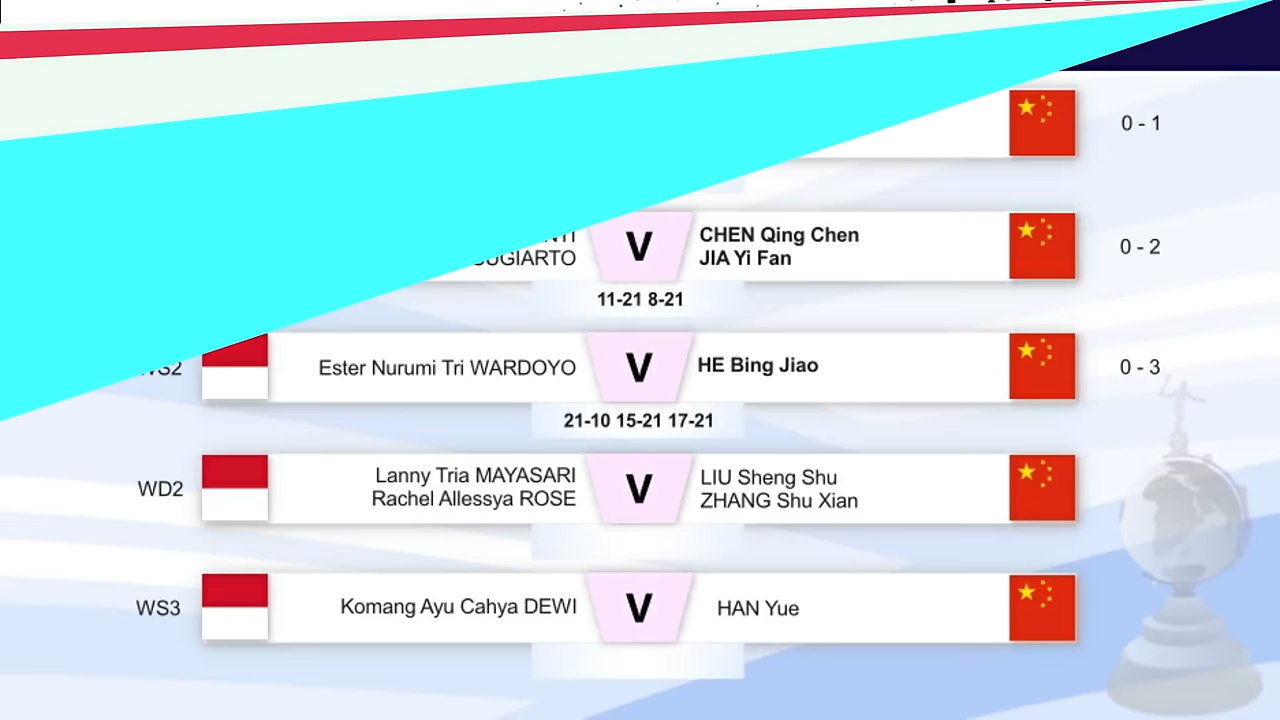 0 - 1
V
CHEN Qing Chen
JIA Yi Fan
0 - 2
11-21 8-21
Ester Nurumi Tri WARDOYO
V
HE Bing Jiao
0 - 3
21-10 15-21 17-21
WD2
Lanny Tria MAYASARI
Rachel Allessya ROSE
V
LIU Sheng Shu
ZHANG Shu Xian
WS3
Komang Ayu Cahya DEWI
V
HAN Yue